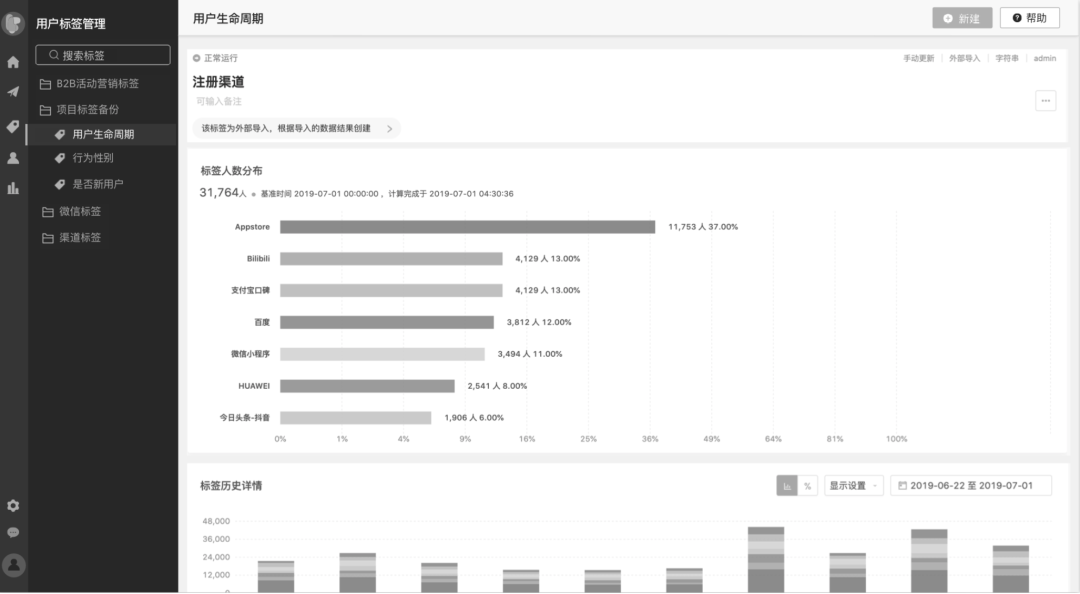 用户标签管理
搜索标签
B2B活动营销标签
项目标签备份
用户生命周期
行为性别
是否新用户
微信标签
渠道标签
用户生命周期
新建
帮助
正常运行
手动更新 外部导入 字符串 admin
注册渠道
可输入备注
该标签为外部导入，根据导入的数据结果创建
标签人数分布
31,764人 基准时间 2019-07-01 00:00:00 ，计算完成于 2019-07-01 04:30:36
Appstore 11,753 人 37.00%
Bilibili 4,129 人 13.00%
支付宝口碑 4,129 人 13.00%
百度 3,812 人 12.00%
微信小程序 3,494 人 11.00%
HUAWEI 2,541 人 8.00%
今日头条-抖音 1,906 人 6.00%
0% 1% 4% 9% 16% 25% 36% 49% 64% 81% 100%
标签历史详情
% 显示设置 2019-06-22 至 2019-07-01
48,000
36,000
24,000
12,000